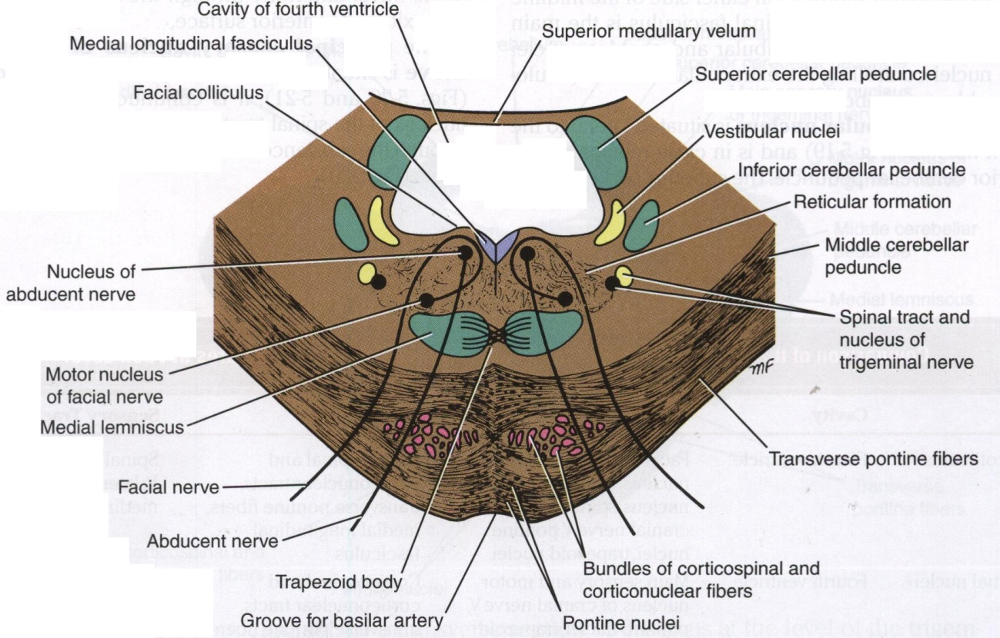 Cavity of fourth ventricle
Medial longitudinal fasciculus
Facial colliculus
Superior medullary velum
Superior cerebellar peduncle
Vestibular nuclei
Inferior cerebellar peduncle
Reticular formation
Middle cerebellar
peduncle
Spinal tract and
nucleus of
trigeminal nerve
Transverse pontine fibers
Nucleus of
abducent nerve
Motor nucleus
of facial nerve
Medial lemniscus
Facial nerve
Abducent nerve
Trapezoid body
Groove for basilar artery
Bundles of corticospinal and
corticonuclear fibers
Pontine nuclei
mF